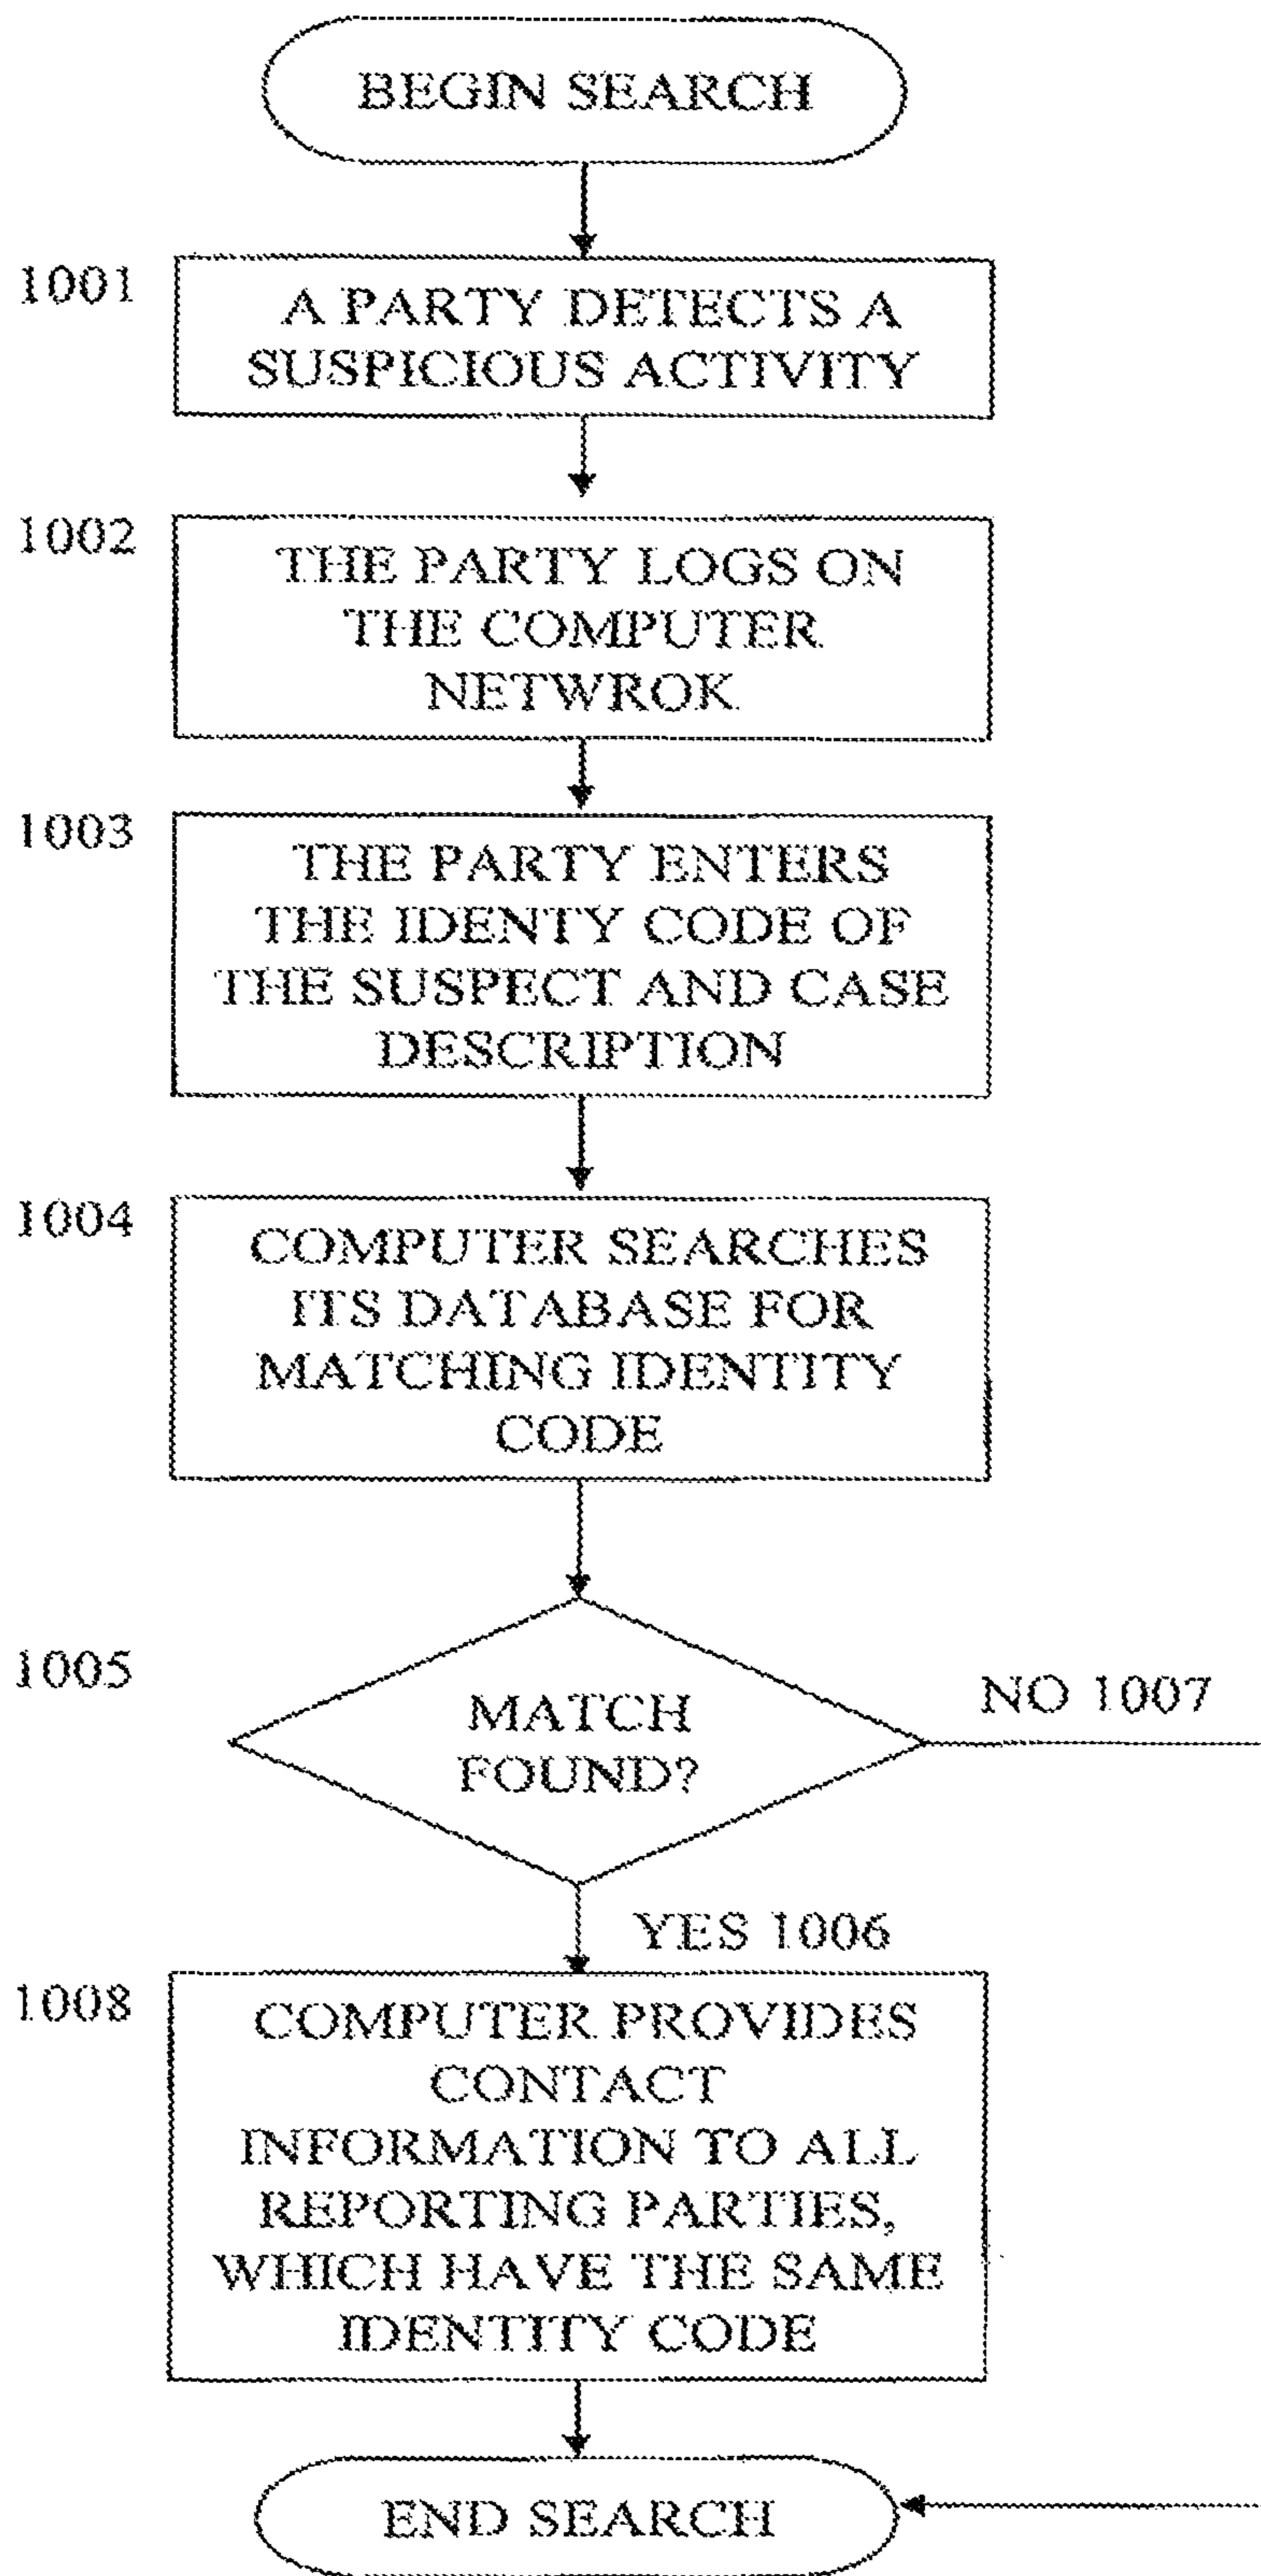 BEGIN SEARCH
1001
A PARTY DETECTS A
SUSPICIOUS ACTIVITY
1002
THE PARTY LOGS ON
THE COMPUTER
NETWROK
1003
THE PARTY ENTERS
THE IDENTY CODE OF
THE SUSPECT AND CASE
DESCRIPTION
1004
COMPUTER SEARCHES
ITS DATABASE FOR
MATCHING IDENTITY
CODE
1005
MATCH
FOUND?
NO 1007
YES 1006
1008
COMPUTER PROVIDES
CONTACT
INFORMATION TO ALL
REPORTING PARTIES,
WHICH HAVE THE SAME
IDENTITY CODE
END SEARCH